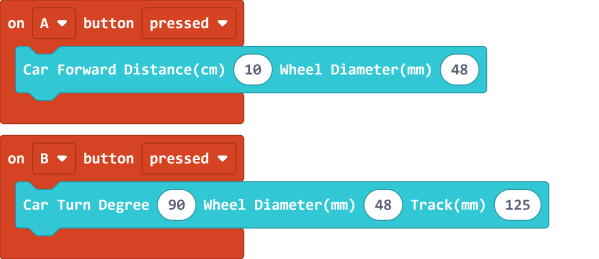 on A button pressed
Car Forward Distance(cm) 10 Wheel Diameter(mm) 48
on B button pressed
Car Turn Degree 90 Wheel Diameter(mm) 48 Track(mm) 125